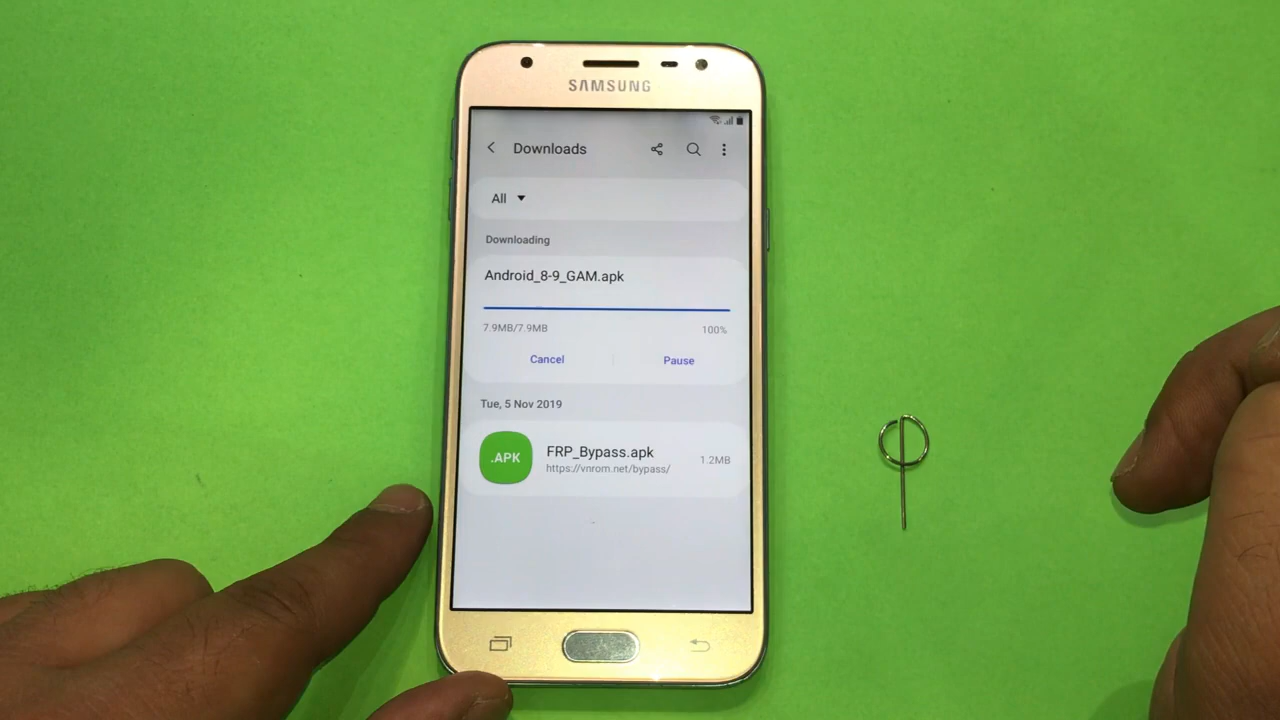 SAMSUNG
Downloads
All
Downloading
Android_8-9_GAM.apk
7.9MB/7.9MB 100%
Cancel Pause
Tue, 5 Nov 2019
.APK
FRP_Bypass.apk
https://vnrom.net/bypass/
1.2MB